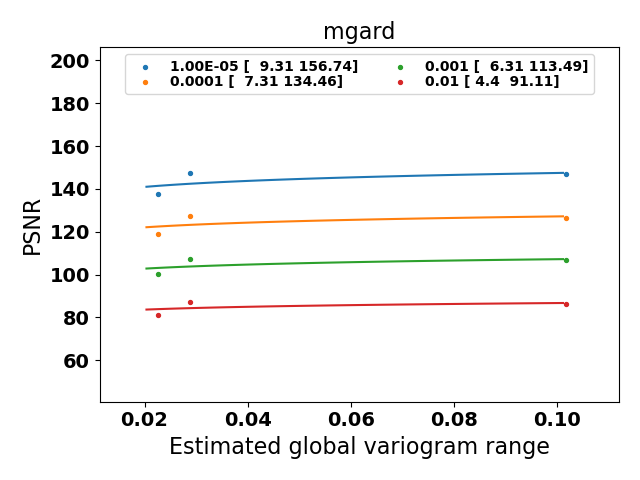 mgard
1.00E-05 [  9.31 156.74]
0.0001 [  7.31 134.46]
0.001 [  6.31 113.49]
0.01 [ 4.4  91.11]
PSNR
200
180
160
140
120
100
80
60
0.02 0.04 0.06 0.08 0.10
Estimated global variogram range